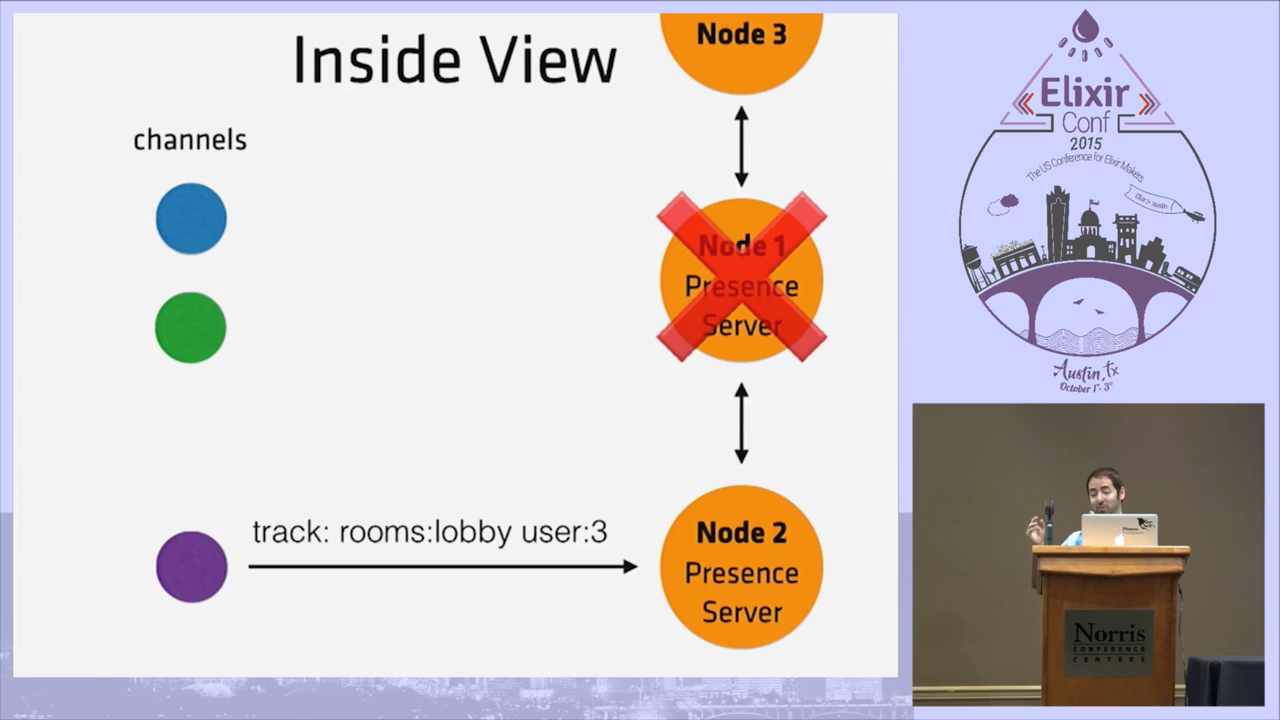 Inside View
Node 3
channels
Node 1
Presence
Server
track: rooms:lobby user:3
Node 2
Presence
Server
Elixir
Conf
2015
The US Conference for Elixir Makers
Austin, tx
October 1st - 3rd
Norris
CONFERENCE
CENTERS